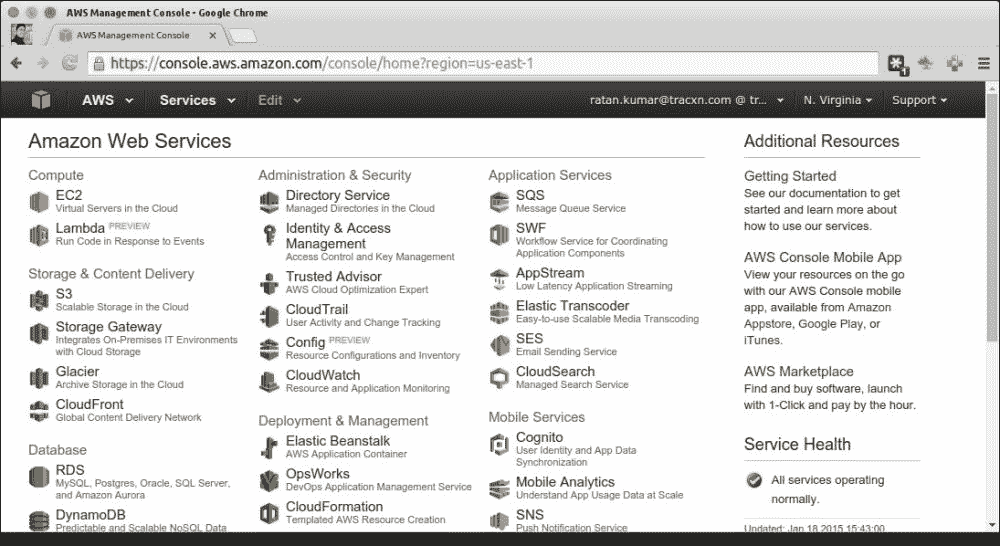 AWS Management Console - Google Chrome
AWS Management Console
https://console.aws.amazon.com/console/home?region=us-east-1
1
AWS Services Edit ratan.kumar@tracxn.com @ tr... N. Virginia Support
Amazon Web Services
Compute
EC2
Virtual Servers in the Cloud
Lambda PREVIEW
Run Code in Response to Events
Storage & Content Delivery
S3
Scalable Storage in the Cloud
Storage Gateway
Integrates On-Premises IT Environments
with Cloud Storage
Glacier
Archive Storage in the Cloud
CloudFront
Global Content Delivery Network
Database
RDS
MySQL, Postgres, Oracle, SQL Server,
and Amazon Aurora
DynamoDB
Predictable and Scalable NoSQL Data
Administration & Security
Directory Service
Managed Directories in the Cloud
Identity & Access
Management
Access Control and Key Management
Trusted Advisor
AWS Cloud Optimization Expert
CloudTrail
User Activity and Change Tracking
Config PREVIEW
Resource Configurations and Inventory
CloudWatch
Resource and Application Monitoring
Deployment & Management
Elastic Beanstalk
AWS Application Container
OpsWorks
DevOps Application Management Service
CloudFormation
Templated AWS Resource Creation
Application Services
SQS
Message Queue Service
SWF
Workflow Service for Coordinating
Application Components
AppStream
Low Latency Application Streaming
Elastic Transcoder
Easy-to-use Scalable Media Transcoding
SES
Email Sending Service
CloudSearch
Managed Search Service
Mobile Services
Cognito
User Identity and App Data
Synchronization
Mobile Analytics
Understand App Usage Data at Scale
SNS
Push Notification Service
Additional Resources
Getting Started
See our documentation to get
started and learn more about
how to use our services.
AWS Console Mobile App
View your resources on the go
with our AWS Console mobile
app, available from Amazon
Appstore, Google Play, or
iTunes.
AWS Marketplace
Find and buy software, launch
with 1-Click and pay by the hour.
Service Health
All services operating
normally.
Updated: Jan 18 2015 15:43:00